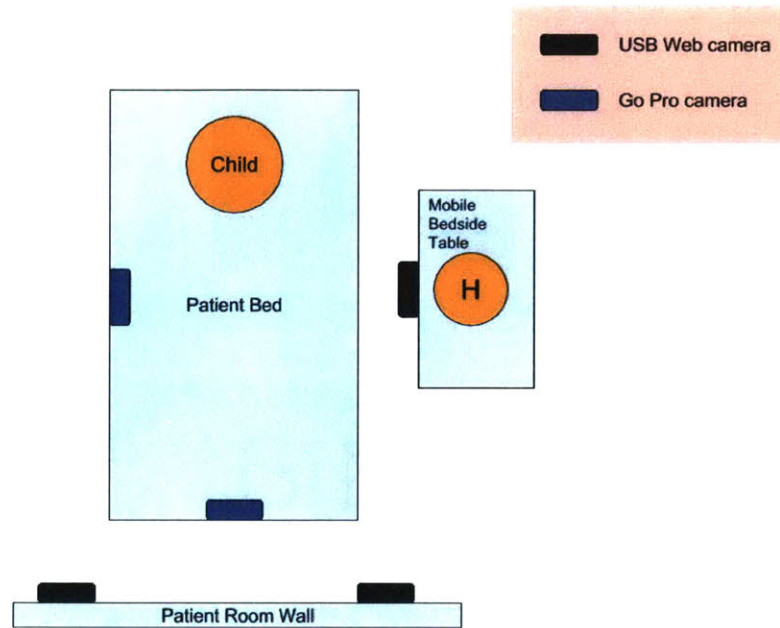 USB Web camera
Go Pro camera
Child
Mobile
Bedside
Table
H
Patient Bed
Patient Room Wall